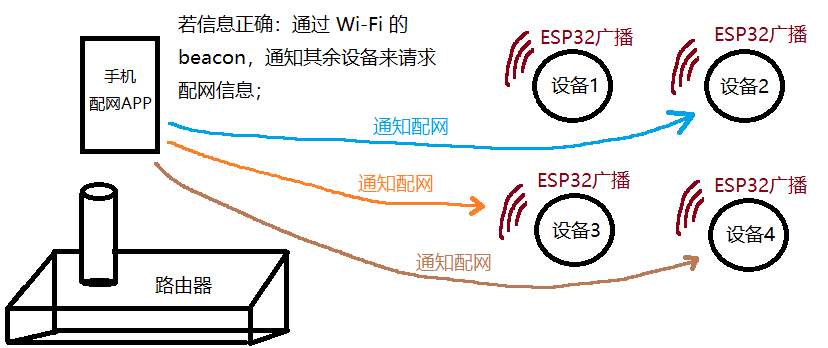 若信息正确：通过 Wi-Fi 的
beacon，通知其余设备来请求
配网信息；
手机
配网APP
ESP32广播
设备1
ESP32广播
设备2
通知配网
通知配网
ESP32广播
设备3
ESP32广播
设备4
通知配网
路由器